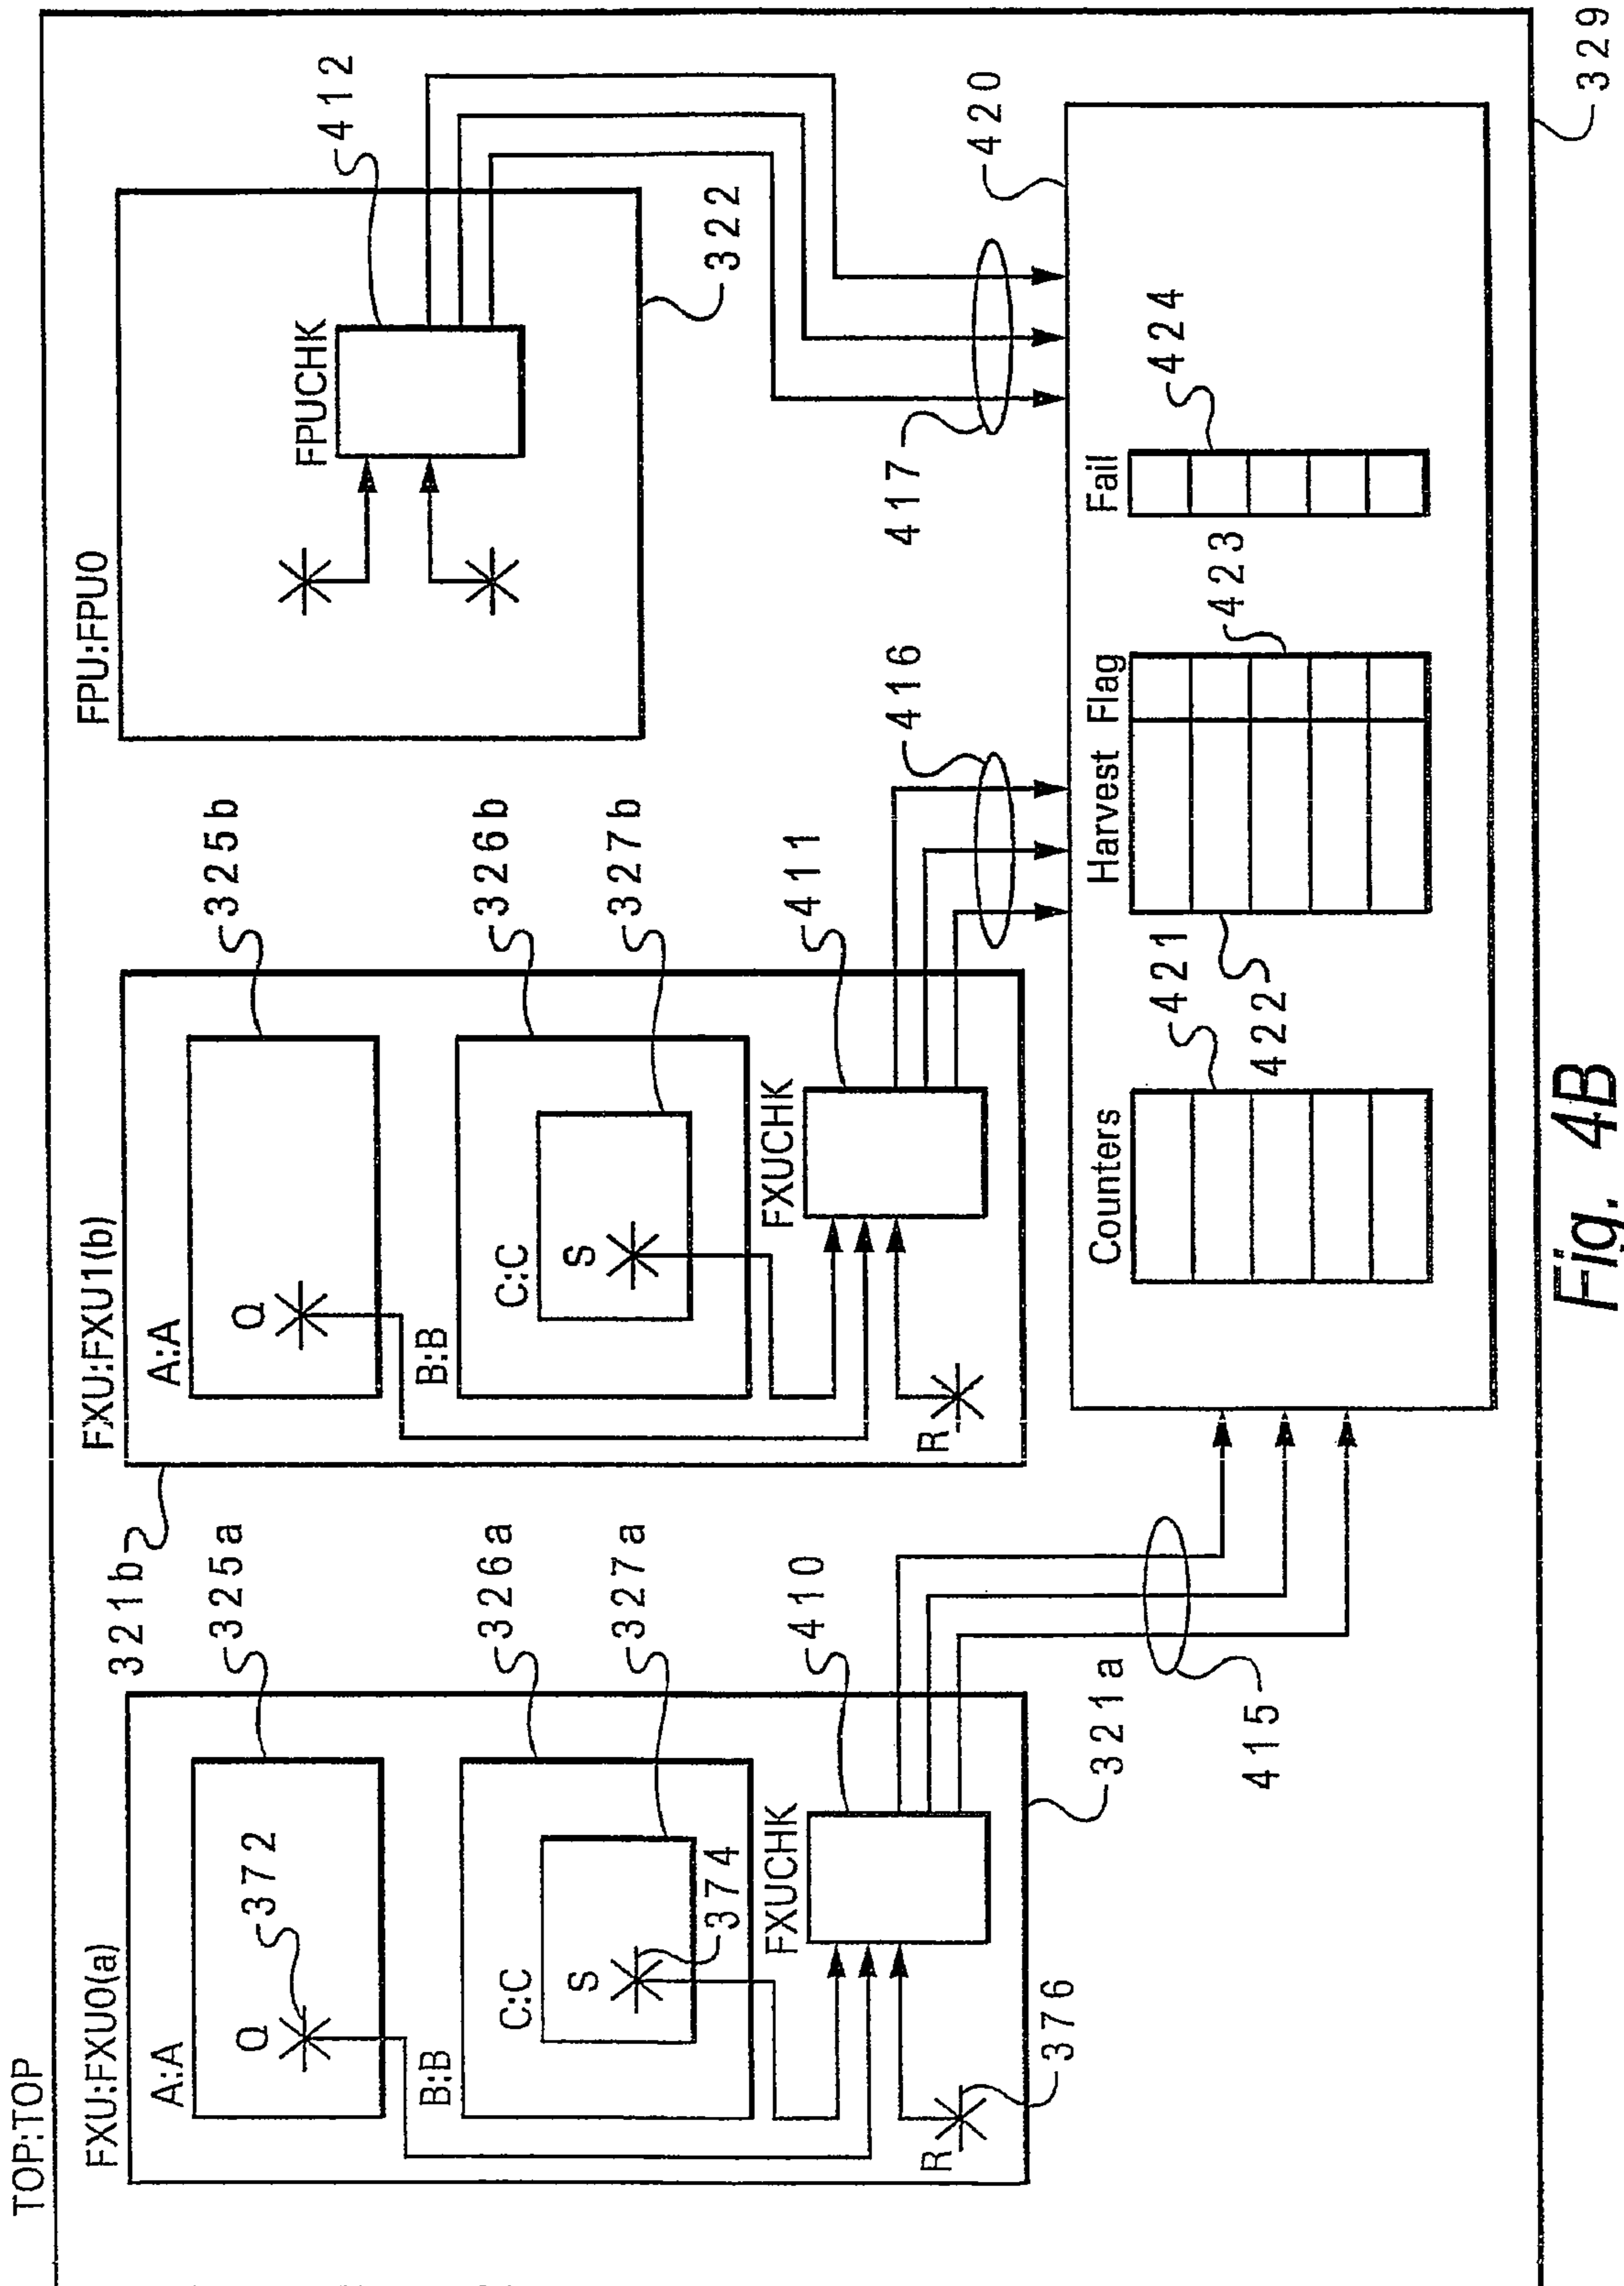 TOP:TOP
FXU:FXU0(a)
A:A
Q
372
325a
B:B
C:C
S
374
326a
327a
FXUCHK
410
R
376
321a
415
321b
FXU:FXU1(b)
A:A
Q
325b
B:B
C:C
S
326b
327b
FXUCHK
411
R
416
FPU:FPU0
FPUCHK
412
322
417
420
Counters
421
Harvest Flag
422
423
Fail
424
329
Fig. 4B